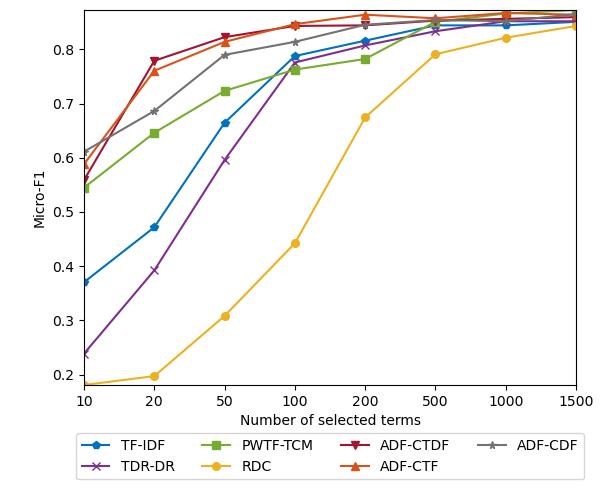 0.8
0.7
0.6
0.5
0.4
0.3
0.2
Micro-F1
10 20 50 100 200 500 1000 1500
Number of selected terms
TF-IDF PWTF-TCM ADF-CTDF ADF-CDF
TDR-DR RDC ADF-CTF